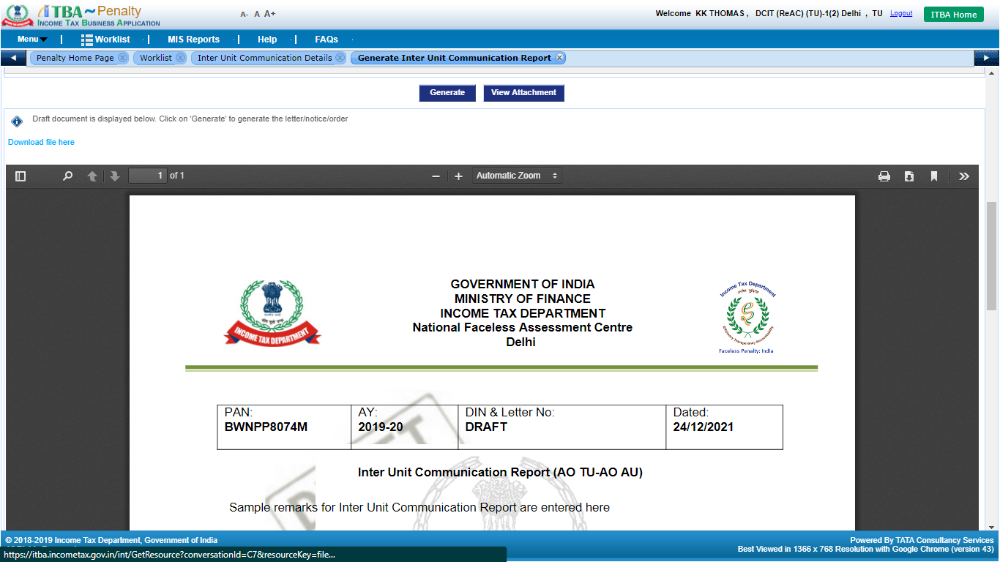 ITBA ~ Penalty
INCOME TAX BUSINESS APPLICATION
A- A A+
Welcome KK THOMAS , DCIT (ReAC) (TU)-1(2) Delhi , TU Logout
ITBA Home
Menu | Worklist | MIS Reports | Help | FAQs
Penalty Home Page
Worklist
Inter Unit Communication Details
Generate Inter Unit Communication Report
Generate
View Attachment
Draft document is displayed below. Click on 'Generate' to generate the letter/notice/order
Download file here
1 of 1
Automatic Zoom
GOVERNMENT OF INDIA
MINISTRY OF FINANCE
INCOME TAX DEPARTMENT
National Faceless Assessment Centre
Delhi
INCOME TAX DEPARTMENT
Income Tax Department
Efficiency Transparency Accountability
Faceless Penalty: India
PAN:
BWNPP8074M
AY:
2019-20
DIN & Letter No:
DRAFT
Dated:
24/12/2021
Inter Unit Communication Report (AO TU-AO AU)
Sample remarks for Inter Unit Communication Report are entered here
© 2018-2019 Income Tax Department, Government of India
Powered By TATA Consultancy Services
Best Viewed in 1366 x 768 Resolution with Google Chrome (version 43)
https://itba.incometax.gov.in/int/GetResource?conversationId=C7&resourceKey=file...